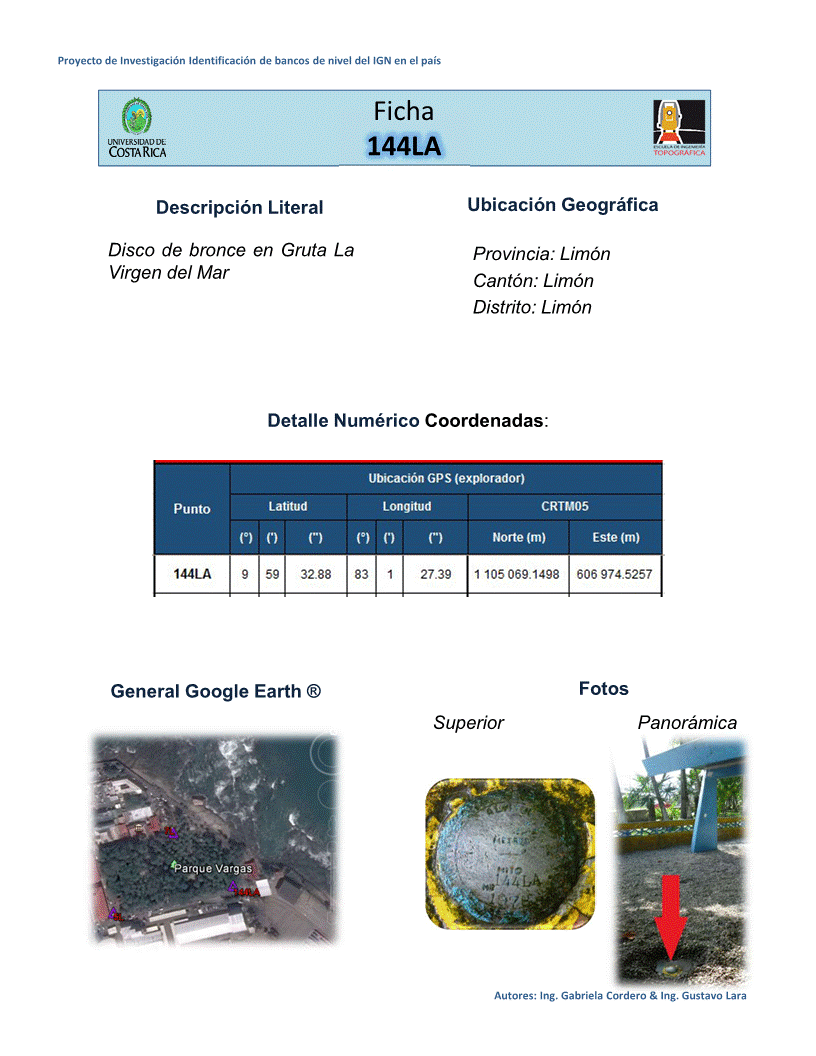 Proyecto de Investigación Identificación de bancos de nivel del IGN en el país
UNIVERSIDAD DE
COSTA RICA
Ficha
144LA
ESCUELA DE INGENIERÍA
TOPOGRÁFICA
Descripción Literal
Disco de bronce en Gruta La
Virgen del Mar
Ubicación Geográfica
Provincia: Limón
Cantón: Limón
Distrito: Limón
Detalle Numérico Coordenadas:
Punto
Ubicación GPS (explorador)
Latitud Longitud CRTM05
(°) (') ('') (°) (') ('') Norte (m) Este (m)
144LA 9 59 32.88 83 1 27.39 1 105 069.1498 606 974.5257
General Google Earth ®
Parque Vargas
Fotos
Superior Panorámica
144LA
Autores: Ing. Gabriela Cordero & Ing. Gustavo Lara